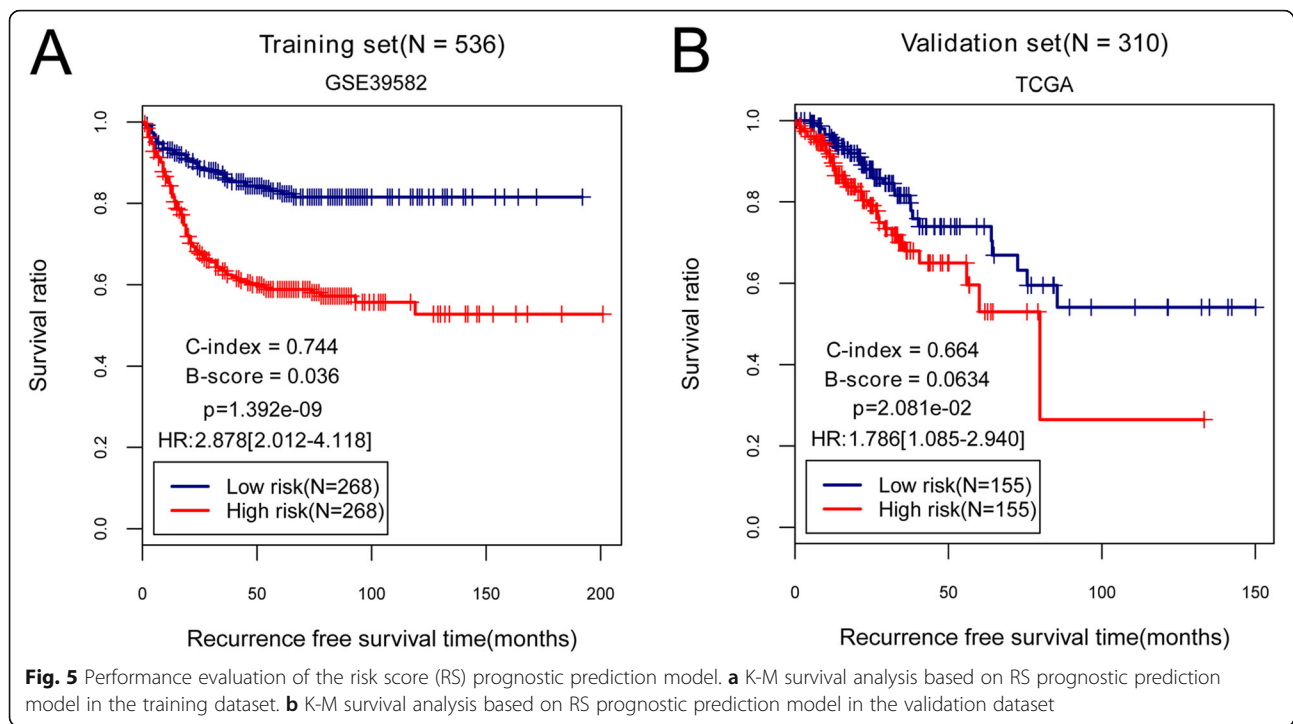 A
Training set(N = 536)
GSE39582
Survival ratio
1.0
0.8
0.6
0.4
0.2
0.0
C-index = 0.744
B-score = 0.036
p=1.392e-09
HR:2.878[2.012-4.118]
Low risk(N=268)
High risk(N=268)
0 50 100 150 200
Recurrence free survival time(months)
B
Validation set(N = 310)
TCGA
Survival ratio
1.0
0.8
0.6
0.4
0.2
0.0
C-index = 0.664
B-score = 0.0634
p=2.081e-02
HR:1.786[1.085-2.940]
Low risk(N=155)
High risk(N=155)
0 50 100 150
Recurrence free survival time(months)
Fig. 5 Performance evaluation of the risk score (RS) prognostic prediction model. a K-M survival analysis based on RS prognostic prediction
model in the training dataset. b K-M survival analysis based on RS prognostic prediction model in the validation dataset